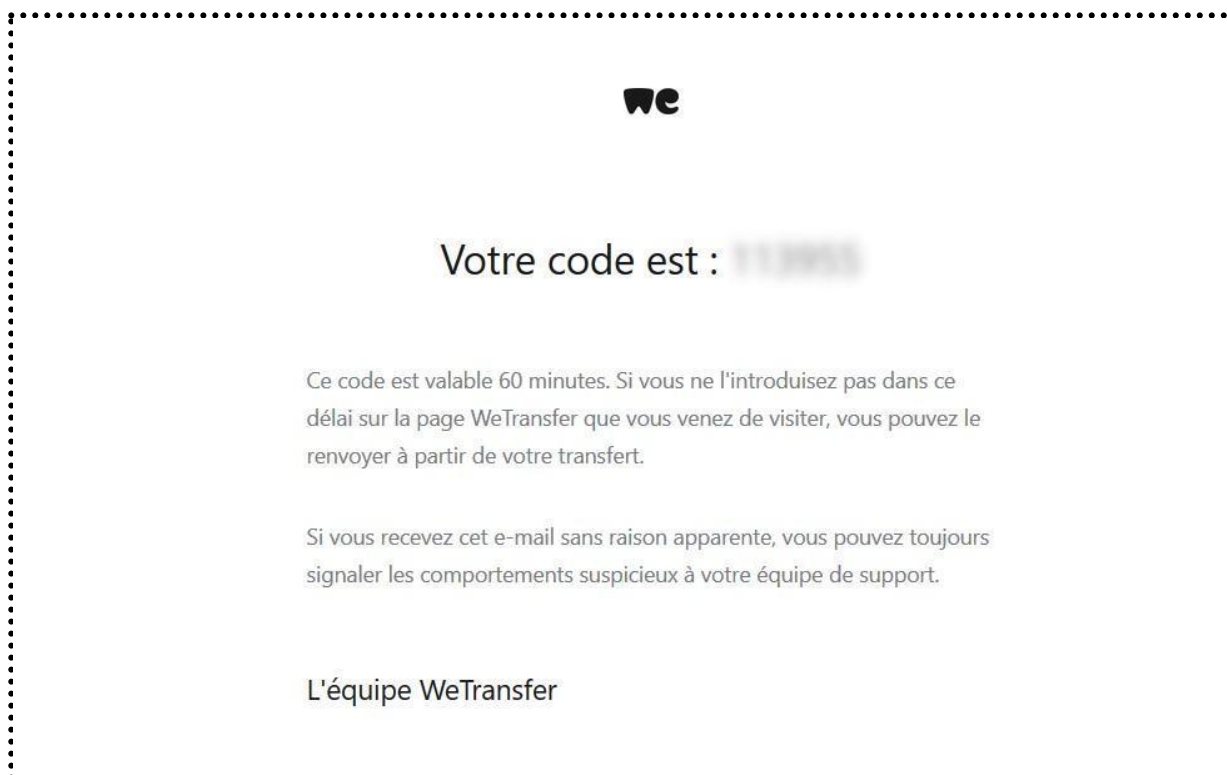 we
Votre code est :
Ce code est valable 60 minutes. Si vous ne l'introduisez pas dans ce
délai sur la page WeTransfer que vous venez de visiter, vous pouvez le
renvoyer à partir de votre transfert.
Si vous recevez cet e-mail sans raison apparente, vous pouvez toujours
signaler les comportements suspicieux à votre équipe de support.
L'équipe WeTransfer